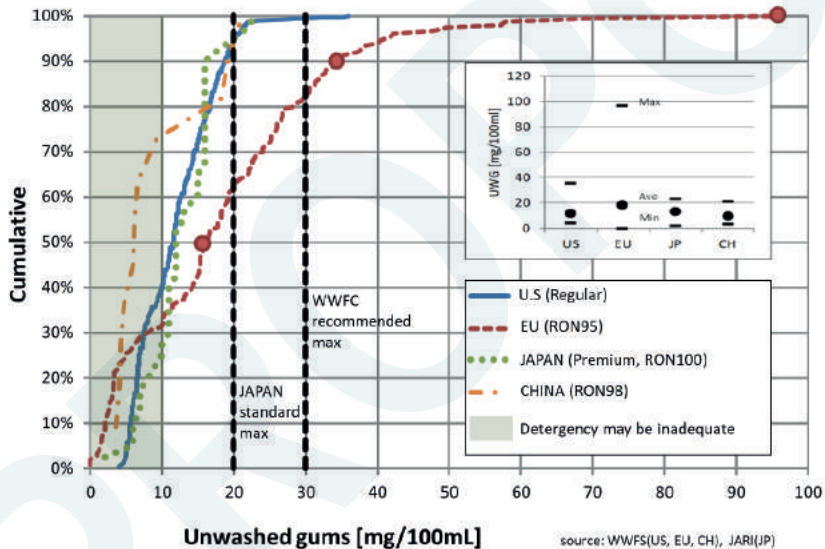 100%
90%
80%
70%
60%
50%
40%
30%
20%
10%
0%
Cumulative
0
10
20
30
40
50
60
70
80
90
100
Unwashed gums [mg/100mL]
JAPAN
standard
max
WWFC
recommended
max
120
100
80
60
40
20
0
UWG [mg/100ml]
Max
Ave
Min
US
EU
JP
CH
U.S (Regular)
EU (RON95)
JAPAN (Premium, RON100)
CHINA (RON98)
Detergency may be inadequate
source: WWFS(US, EU, CH), JARI(JP)